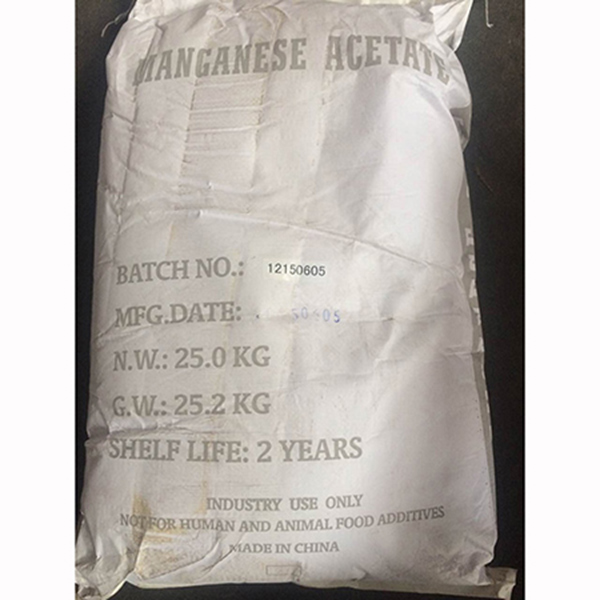 MANGANESE ACETATE
BATCH NO.: 12150605
MFG.DATE:
N.W.: 25.0 KG
G.W.: 25.2 KG
SHELF LIFE: 2 YEARS
INDUSTRY USE ONLY
NOT FOR HUMAN AND ANIMAL FOOD ADDITIVES
MADE IN CHINA